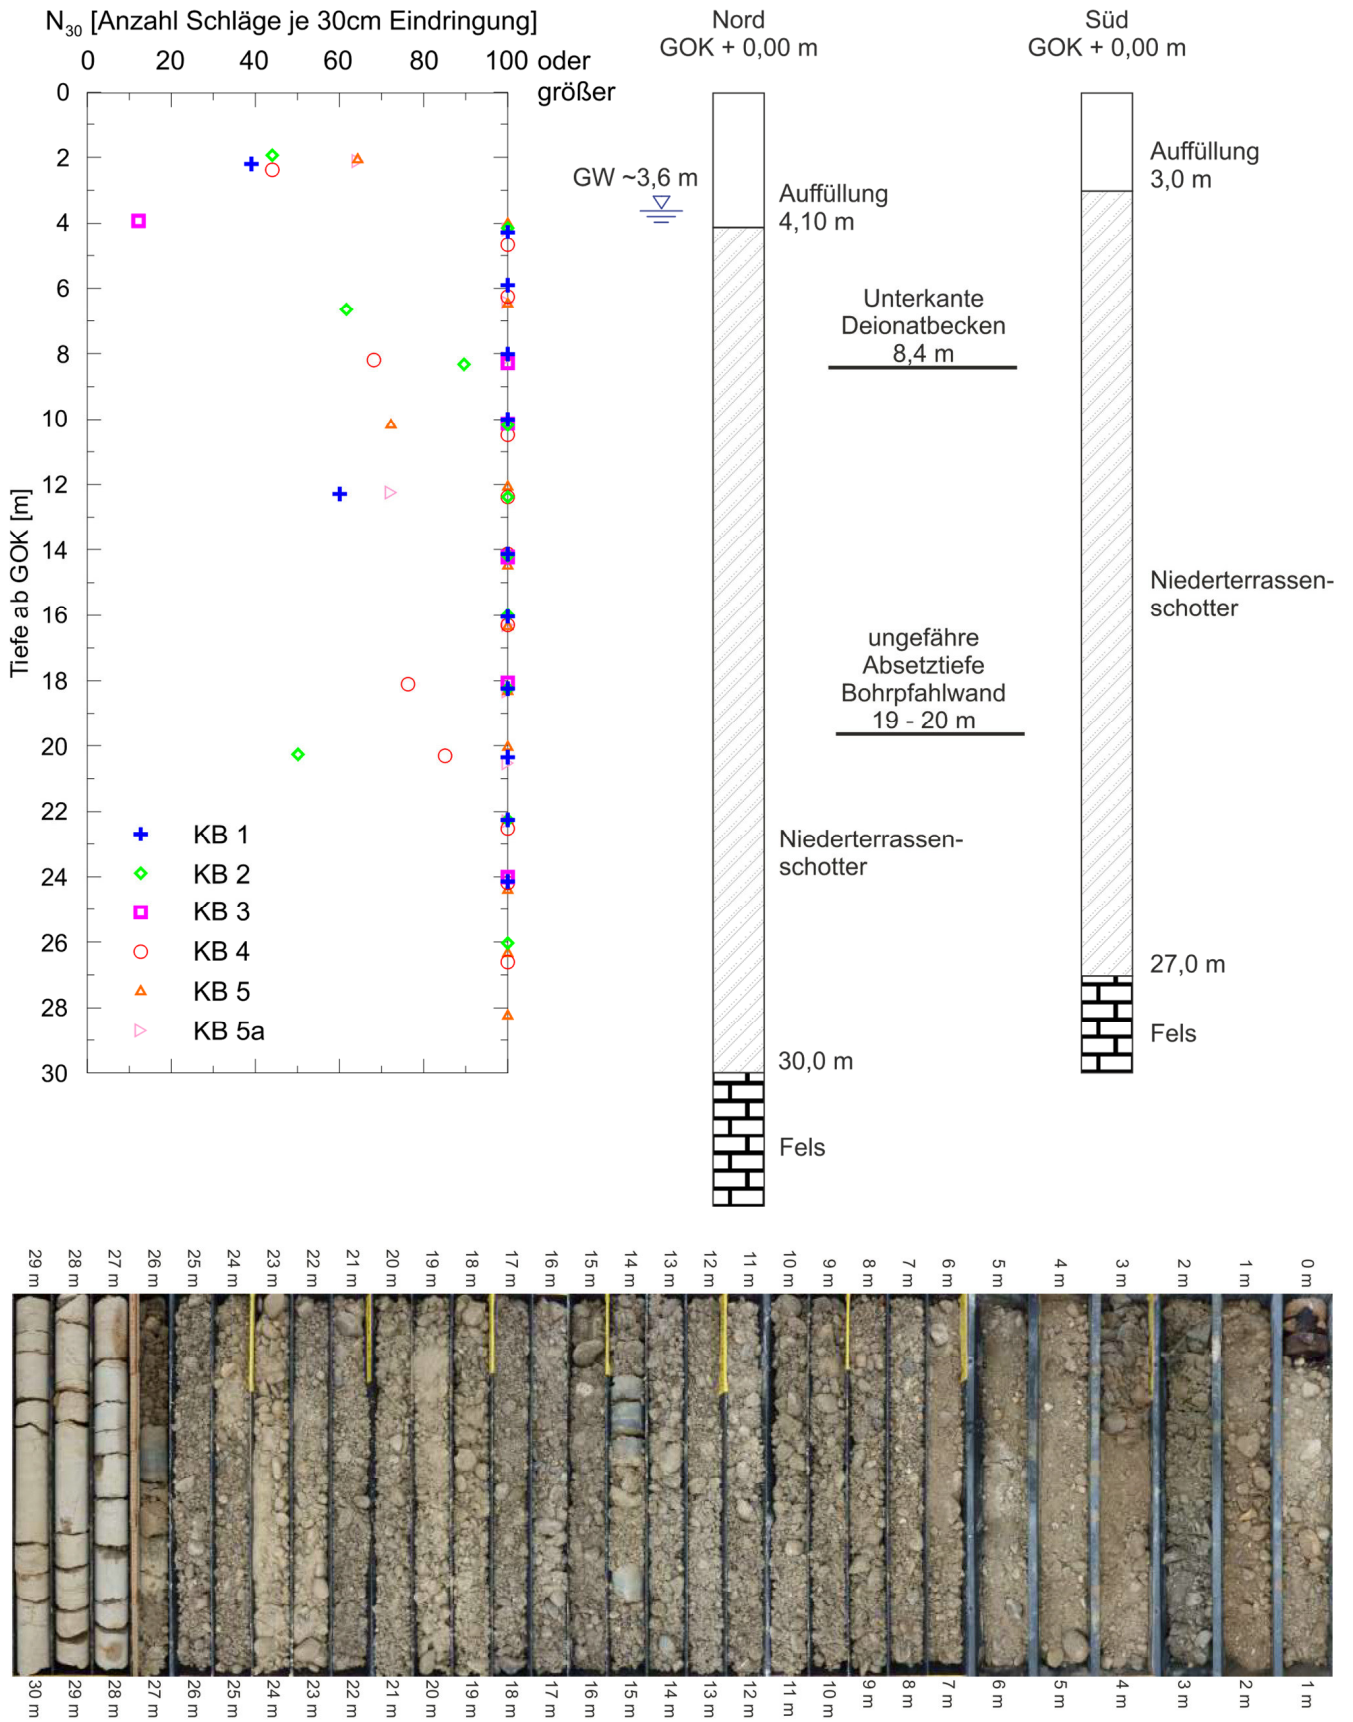 N30 [Anzahl Schläge je 30cm Eindringung]
0 20 40 60 80 100 oder
größer
0
2
4
6
8
10
12
14
16
18
20
22
24
26
28
30
Tiefe ab GOK [m]
KB 1
KB 2
KB 3
KB 4
KB 5
KB 5a
Nord
GOK + 0,00 m
GW ~3,6 m
Auffüllung
4,10 m
Niederterrassen-
schotter
30,0 m
Fels
Unterkante
Deionatbecken
8,4 m
ungefähre
Absetztiefe
Bohrpfahlwand
19 - 20 m
Süd
GOK + 0,00 m
Auffüllung
3,0 m
Niederterrassen-
schotter
27,0 m
Fels
29 m
28 m
27 m
26 m
25 m
24 m
23 m
22 m
21 m
20 m
19 m
18 m
17 m
16 m
15 m
14 m
13 m
12 m
11 m
10 m
9 m
8 m
7 m
6 m
5 m
4 m
3 m
2 m
1 m
0 m
30 m
29 m
28 m
27 m
26 m
25 m
24 m
23 m
22 m
21 m
20 m
19 m
18 m
17 m
16 m
15 m
14 m
13 m
12 m
11 m
10 m
9 m
8 m
7 m
6 m
5 m
4 m
3 m
2 m
1 m